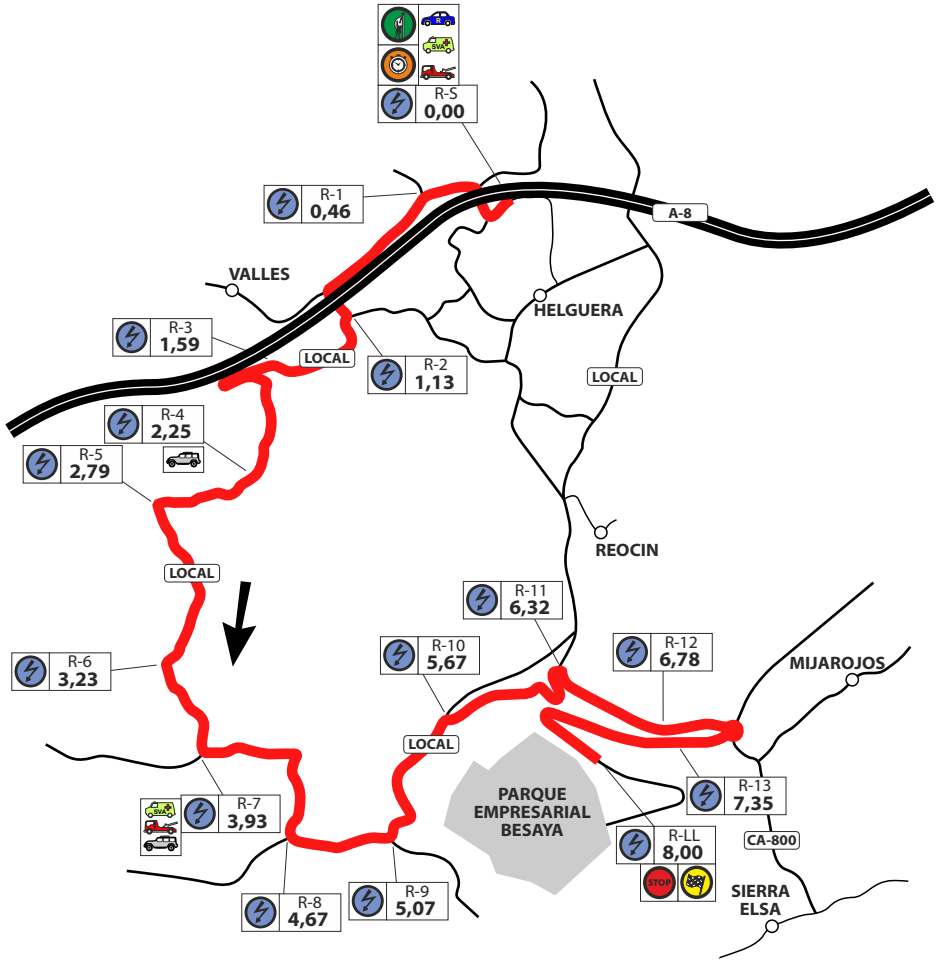 R
SVA
R-S
0,00
R-1
0,46
A-8
VALLES
HELGUERA
R-3
1,59
LOCAL
R-2
1,13
LOCAL
R-4
2,25
R-5
2,79
REOCIN
LOCAL
R-11
6,32
R-10
5,67
R-12
6,78
R-6
3,23
MIJAROJOS
LOCAL
R-13
7,35
PARQUE
EMPRESARIAL
BESAYA
SVA
R-7
3,93
R-LL
8,00
CA-800
STOP
R-8
4,67
R-9
5,07
SIERRA
ELSA